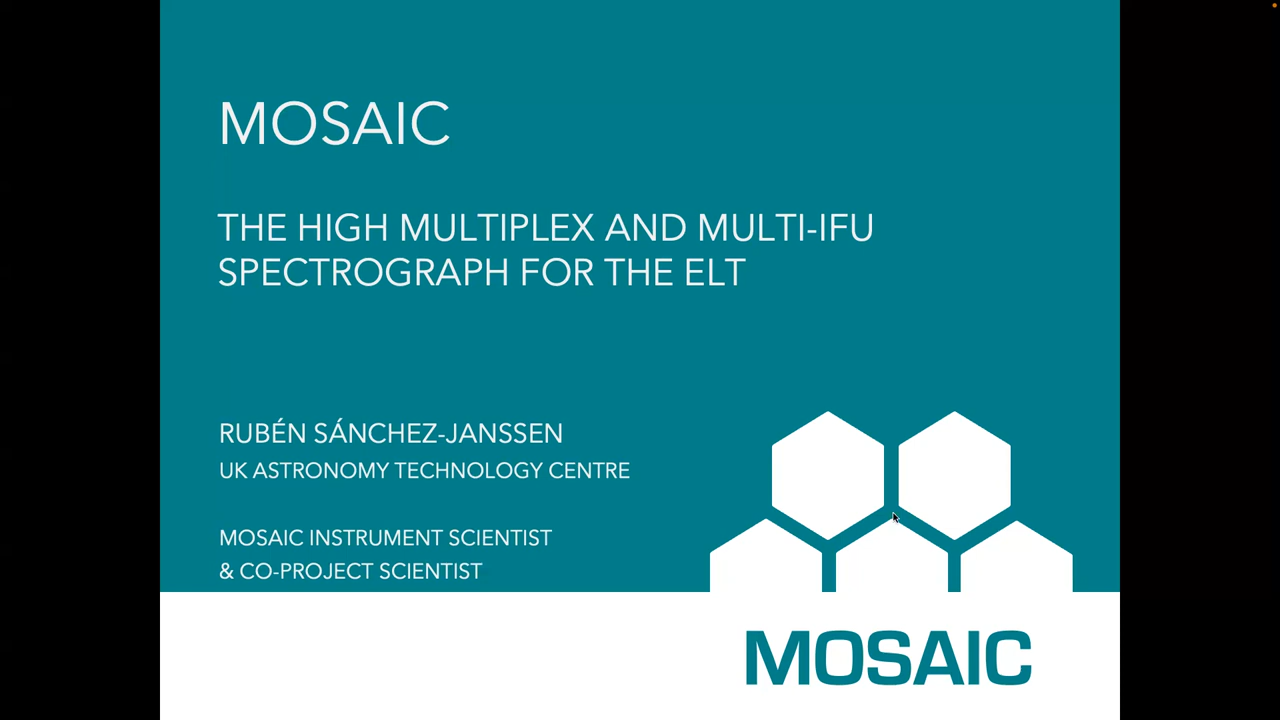 MOSAIC
THE HIGH MULTIPLEX AND MULTI-IFU
SPECTROGRAPH FOR THE ELT
RUBÉN SÁNCHEZ-JANSSEN
UK ASTRONOMY TECHNOLOGY CENTRE
MOSAIC INSTRUMENT SCIENTIST
& CO-PROJECT SCIENTIST
MOSAIC